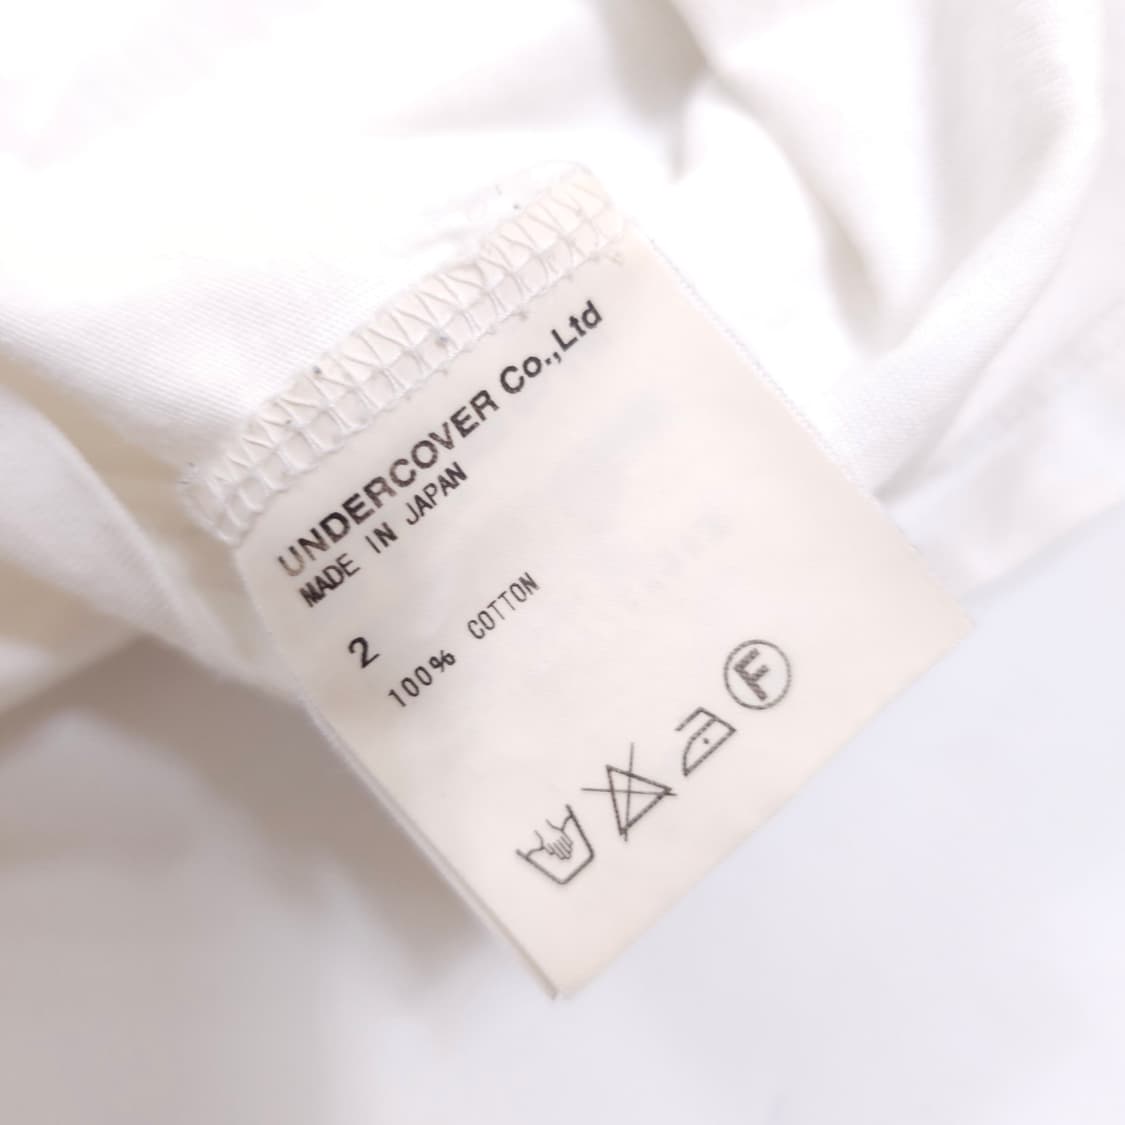 UNDERCOVER Co.,Ltd
MADE IN JAPAN
2
100% COTTON
F